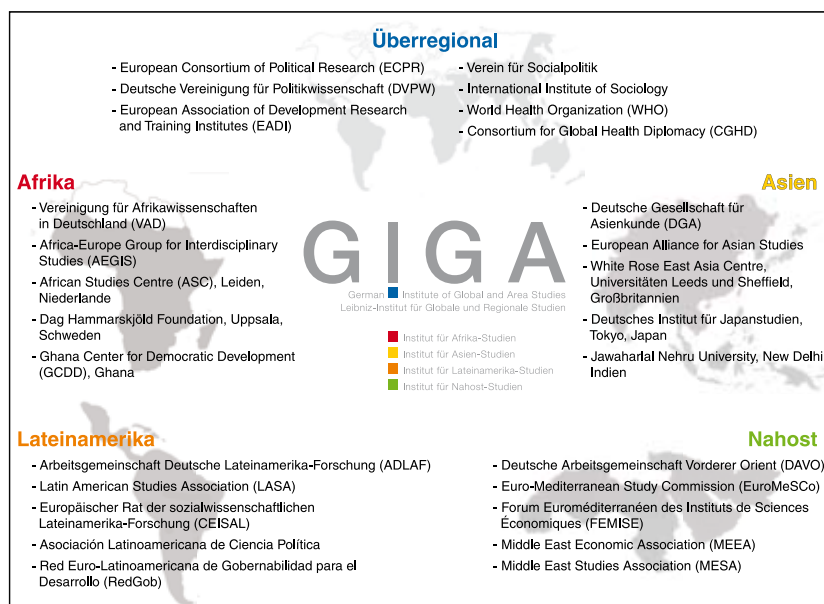 Überregional
- European Consortium of Political Research (ECPR)
- Deutsche Vereinigung für Politikwissenschaft (DVPW)
- European Association of Development Research
and Training Institutes (EADI)
- Verein für Socialpolitik
- International Institute of Sociology
- World Health Organization (WHO)
- Consortium for Global Health Diplomacy (CGHD)
Afrika
- Vereinigung für Afrikawissenschaften
in Deutschland (VAD)
- Africa-Europe Group for Interdisciplinary
Studies (AEGIS)
- African Studies Centre (ASC), Leiden,
Niederlande
- Dag Hammarskjöld Foundation, Uppsala,
Schweden
- Ghana Center for Democratic Development
(GCDD), Ghana
GIGA
German Institute of Global and Area Studies
Leibniz-Institut für Globale und Regionale Studien
Institut für Afrika-Studien
Institut für Asien-Studien
Institut für Lateinamerika-Studien
Institut für Nahost-Studien
Asien
- Deutsche Gesellschaft für
Asienkunde (DGA)
- European Alliance for Asian Studies
- White Rose East Asia Centre,
Universitäten Leeds und Sheffield,
Großbritannien
- Deutsches Institut für Japanstudien,
Tokyo, Japan
- Jawaharlal Nehru University, New Delhi
Indien
Lateinamerika
- Arbeitsgemeinschaft Deutsche Lateinamerika-Forschung (ADLAF)
- Latin American Studies Association (LASA)
- Europäischer Rat der sozialwissenschaftlichen
Lateinamerika-Forschung (CEISAL)
- Asociación Latinoamericana de Ciencia Política
- Red Euro-Latinoamericana de Gobernabilidad para el
Desarrollo (RedGob)
Nahost
- Deutsche Arbeitsgemeinschaft Vorderer Orient (DAVO)
- Euro-Mediterranean Study Commission (EuroMeSCo)
- Forum Euroméditerranéen des Instituts de Sciences
Économiques (FEMISE)
- Middle East Economic Association (MEEA)
- Middle East Studies Association (MESA)